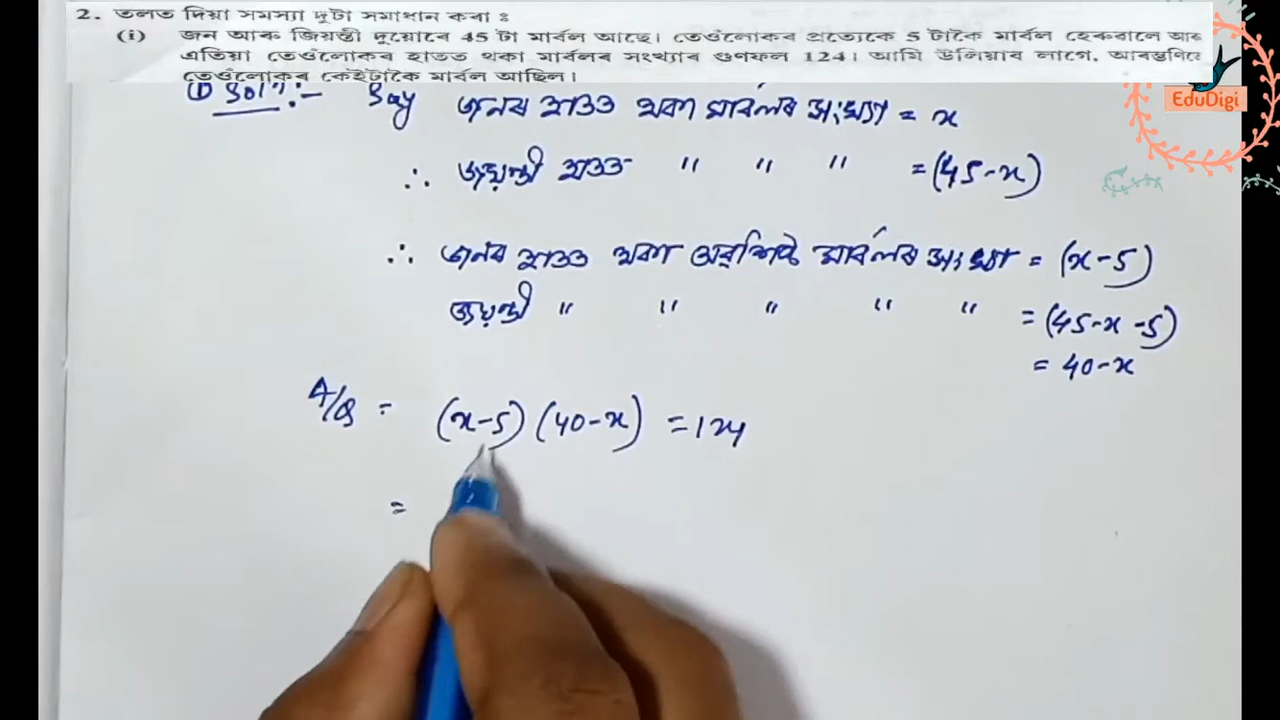 2. তলত দিয়া সমস্যা দুটা সমাধান কৰা ঃ
(i) জন আৰু জিয়ন্তী দুয়োৰে 45 টা মাৰ্বল আছে। তেওঁলোকৰ প্ৰত্যেকে 5 টাকৈ মাৰ্বল হেৰুৱালে আৰু
এতিয়া তেওঁলোকৰ হাতত থকা মাৰ্বলৰ সংখ্যাৰ গুণফল 124। আমি উলিয়াব লাগে, আৰম্ভণিতে
তেওঁলোকৰ কেইটাকৈ মাৰ্বল আছিল।
EduDigi
(i) Solⁿ:- Say জনৰ হাতত থকা মাৰ্বলৰ সংখ্যা = x
∴ জয়ন্তী হাতত " " " = (45-x)
∴ জনৰ হাতত থকা অৱশিষ্ট মাৰ্বলৰ সংখ্যা = (x-5)
জয়ন্তী " " " " " = (45-x-5)
= 40-x
A/Q = (x-5) (40-x) = 124
=